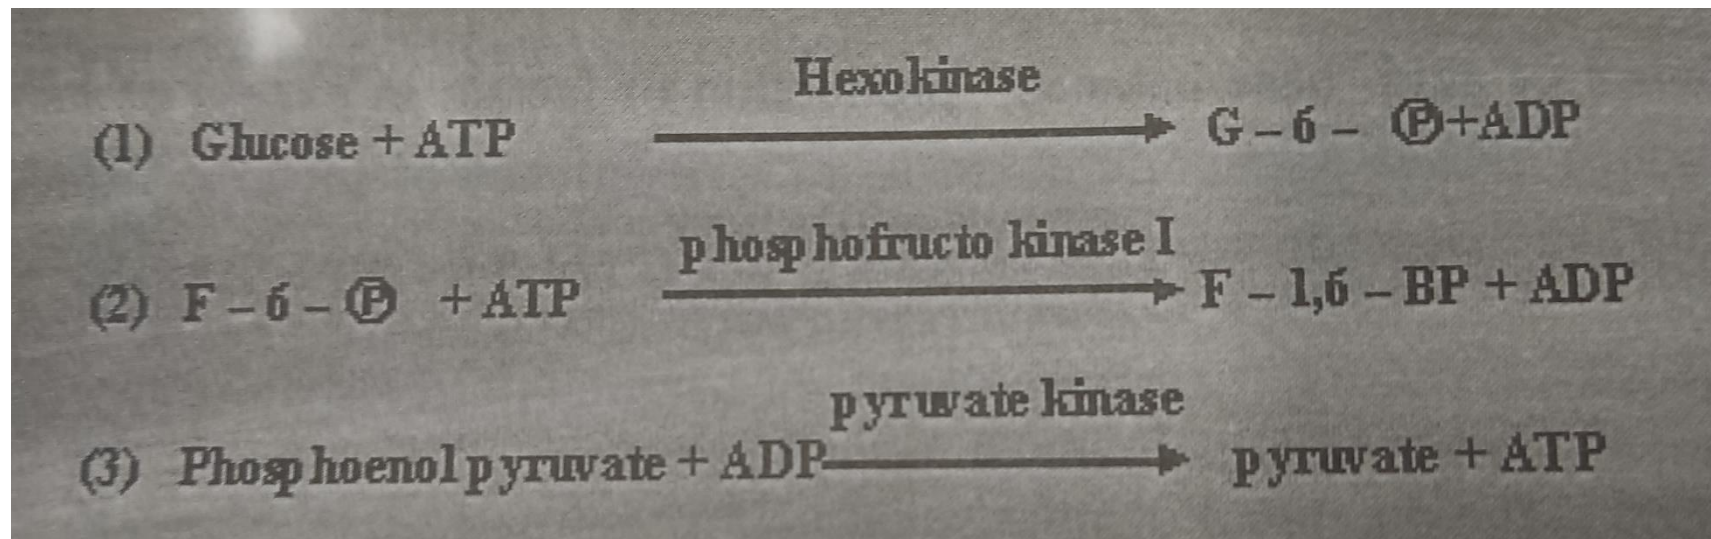 Hexokinase
(1) Glucose + ATP → G – 6 – Ⓟ+ADP
phosphofructo kinase I
(2) F – 6 – Ⓟ + ATP → F – 1,6 – BP + ADP
pyruvate kinase
(3) Phosphoenolpyruvate + ADP → pyruvate + ATP